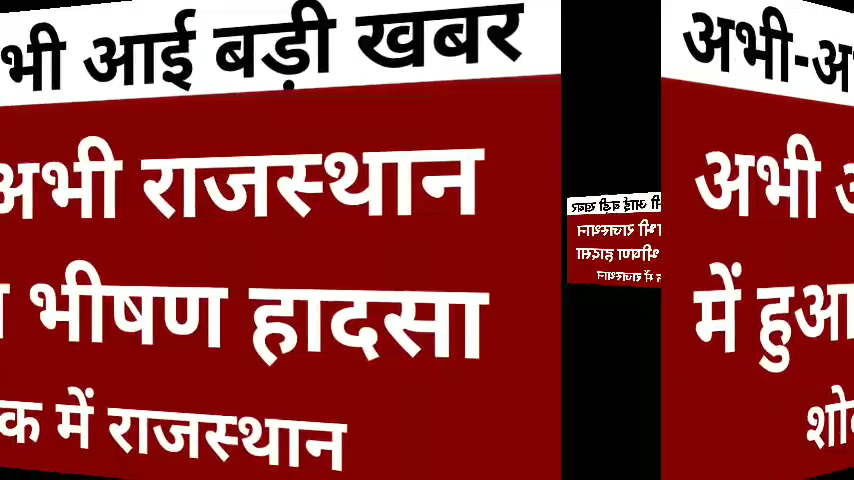 भी आई बड़ी खबर
अभी राजस्थान
भीषण हादसा
क में राजस्थान
अभी-अ
अभी
में हुआ
शो